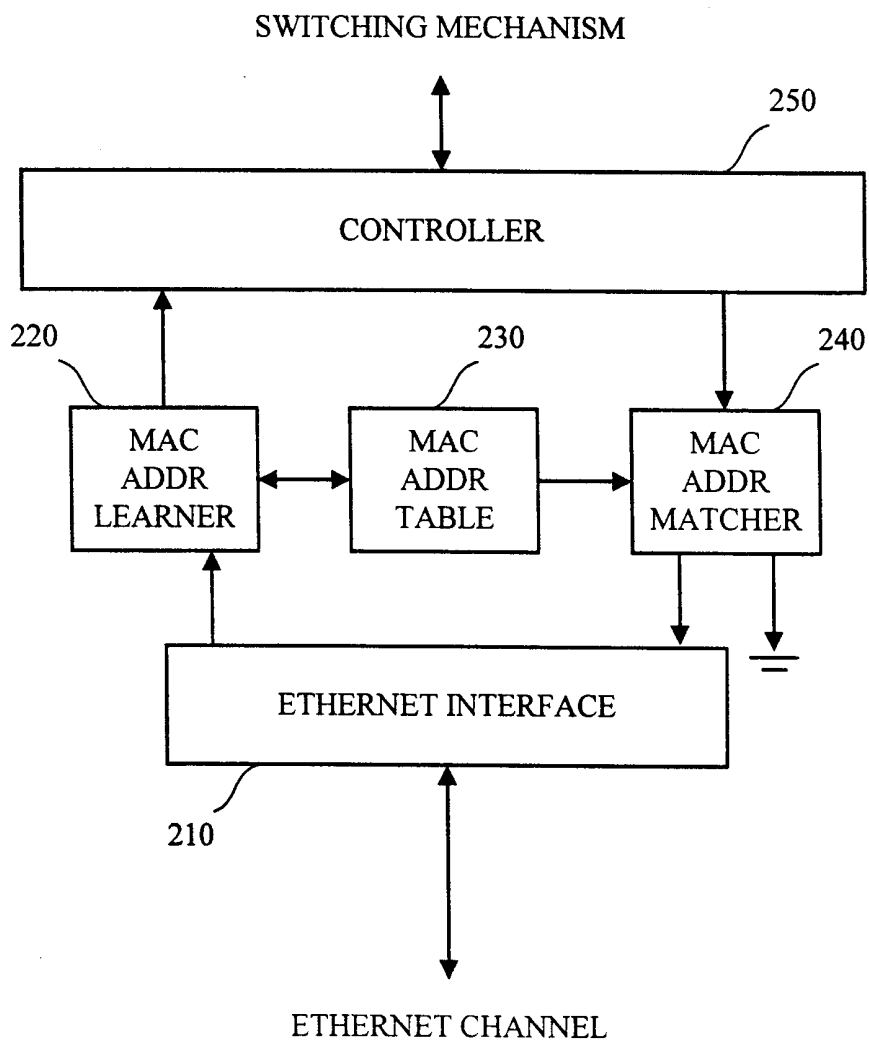 SWITCHING MECHANISM
250
CONTROLLER
220
230
240
MAC
ADDR
LEARNER
MAC
ADDR
TABLE
MAC
ADDR
MATCHER
ETHERNET INTERFACE
210
ETHERNET CHANNEL